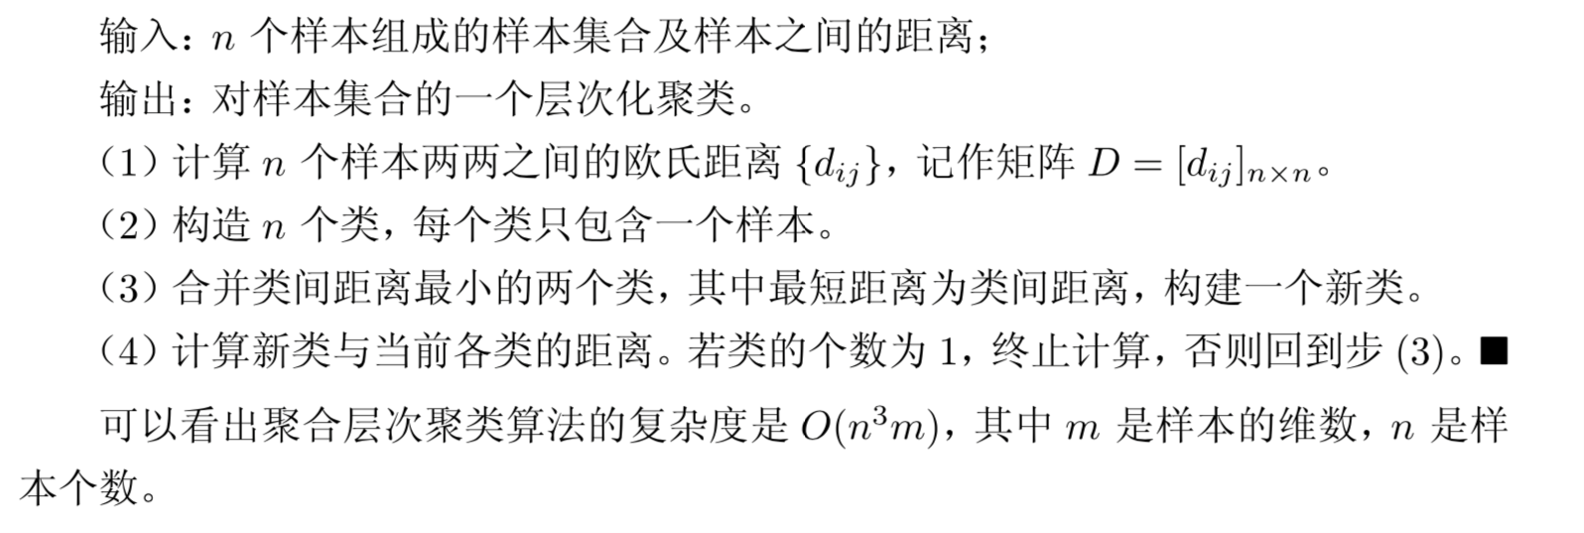 输入：n 个样本组成的样本集合及样本之间的距离；
输出：对样本集合的一个层次化聚类。
（1）计算 n 个样本两两之间的欧氏距离 {d_{ij}}，记作矩阵 D = [d_{ij}]_{n×n}。
（2）构造 n 个类，每个类只包含一个样本。
（3）合并类间距离最小的两个类，其中最短距离为类间距离，构建一个新类。
（4）计算新类与当前各类的距离。若类的个数为 1，终止计算，否则回到步 (3)。■
可以看出聚合层次聚类算法的复杂度是 O(n³m)，其中 m 是样本的维数，n 是样
本个数。